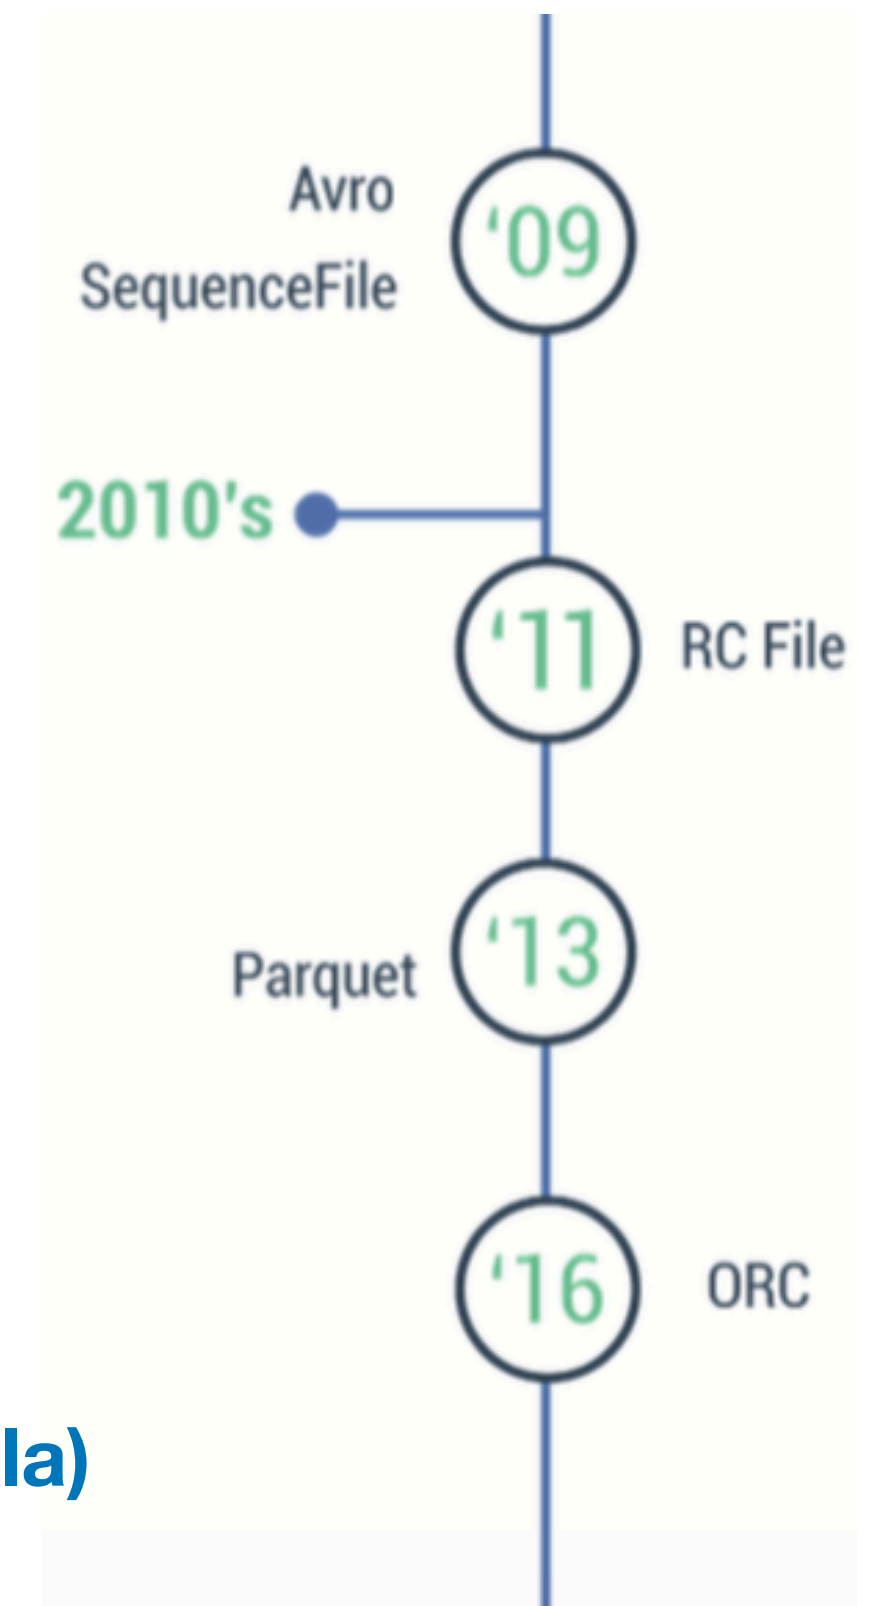 Avro
‘09
SequenceFile
2010's
‘11
RC File
‘13
Parquet
‘16
ORC
la)